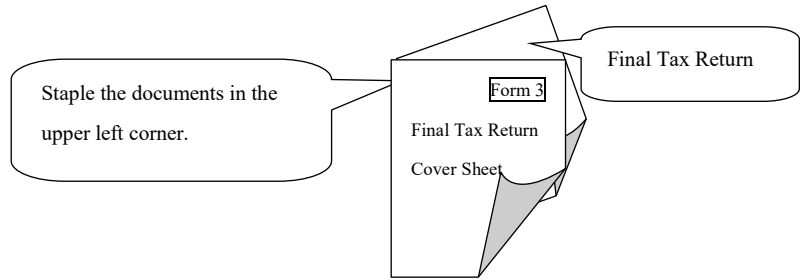 Staple the documents in the
upper left corner.
Final Tax Return
Form 3
Final Tax Return
Cover Sheet